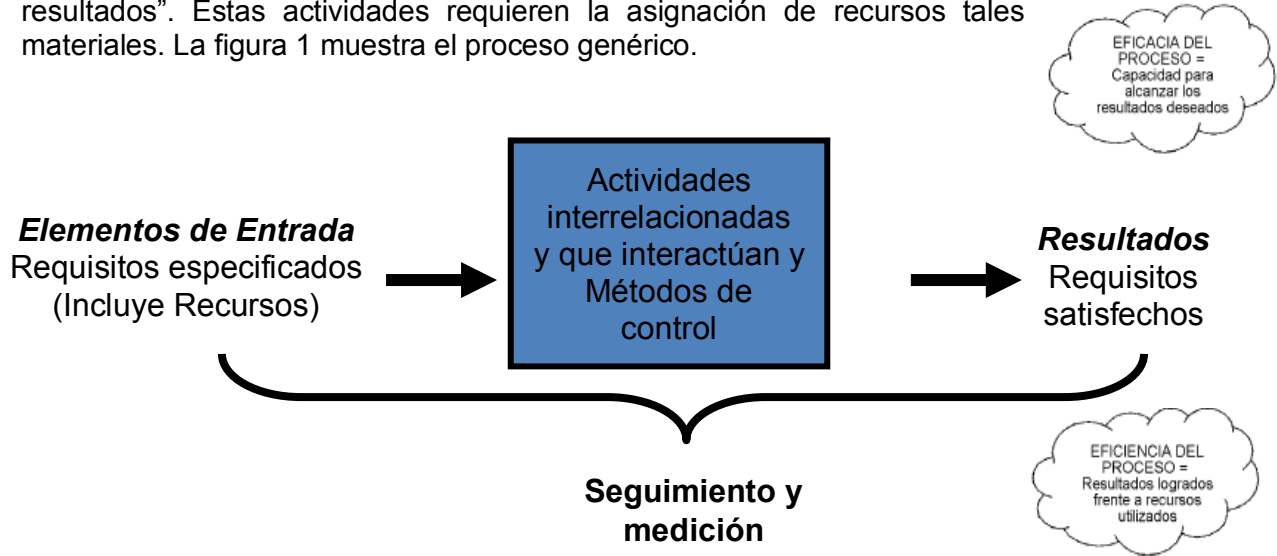 resultados”. Estas actividades requieren la asignación de recursos tales
materiales. La figura 1 muestra el proceso genérico.
EFICACIA DEL
PROCESO =
Capacidad para
alcanzar los
resultados deseados
Elementos de Entrada
Requisitos especificados
(Incluye Recursos)
Actividades
interrelacionadas
y que interactúan y
Métodos de
control
Resultados
Requisitos
satisfechos
Seguimiento y
medición
EFICIENCIA DEL
PROCESO =
Resultados logrados
frente a recursos
utilizados